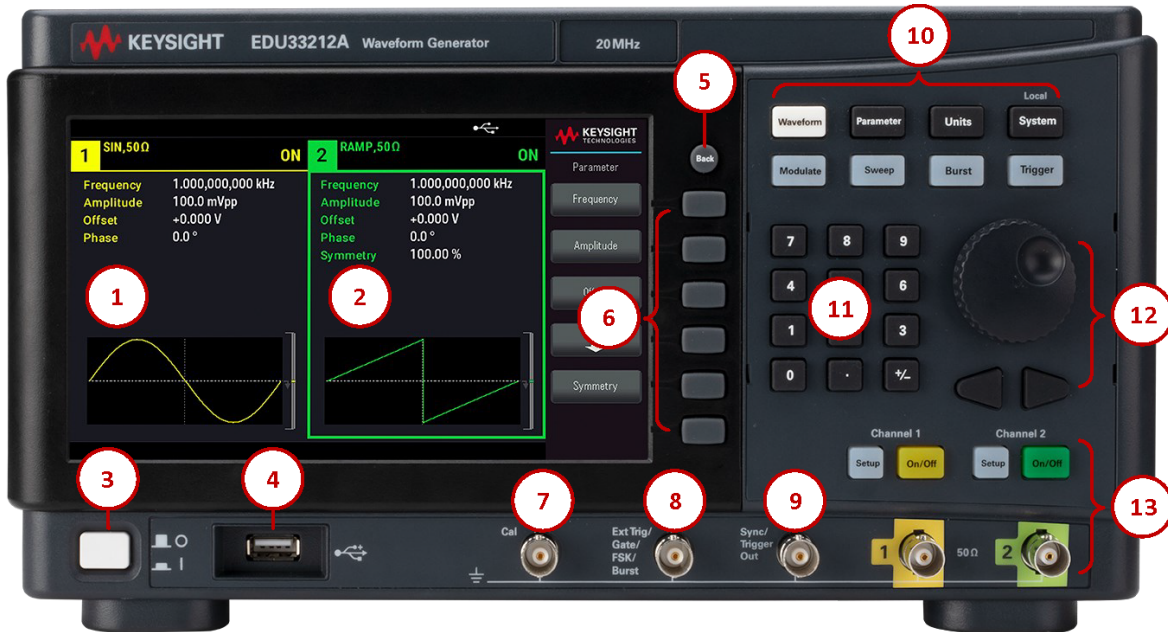 KEYSIGHT EDU33212A Waveform Generator 20 MHz
10
5
Local
Waveform Parameter Units System
Back
Modulate Sweep Burst Trigger
1 SIN,50Ω ON
Frequency 1.000,000,000 kHz
Amplitude 100.0 mVpp
Offset +0.000 V
Phase 0.0 °
1
2 RAMP,50Ω ON
Frequency 1.000,000,000 kHz
Amplitude 100.0 mVpp
Offset +0.000 V
Phase 0.0 °
Symmetry 100.00 %
2
KEYSIGHT
TECHNOLOGIES
Parameter
Frequency
Amplitude
Symmetry
6
7 8 9
4 6
11
1 3
0 . +/−
12
Channel 1 Channel 2
Setup On/Off Setup On/Off
13
3
4
7
8
9
Cal
Ext Trig/
Gate/
FSK/
Burst
Sync/
Trigger
Out
1 50 Ω 2